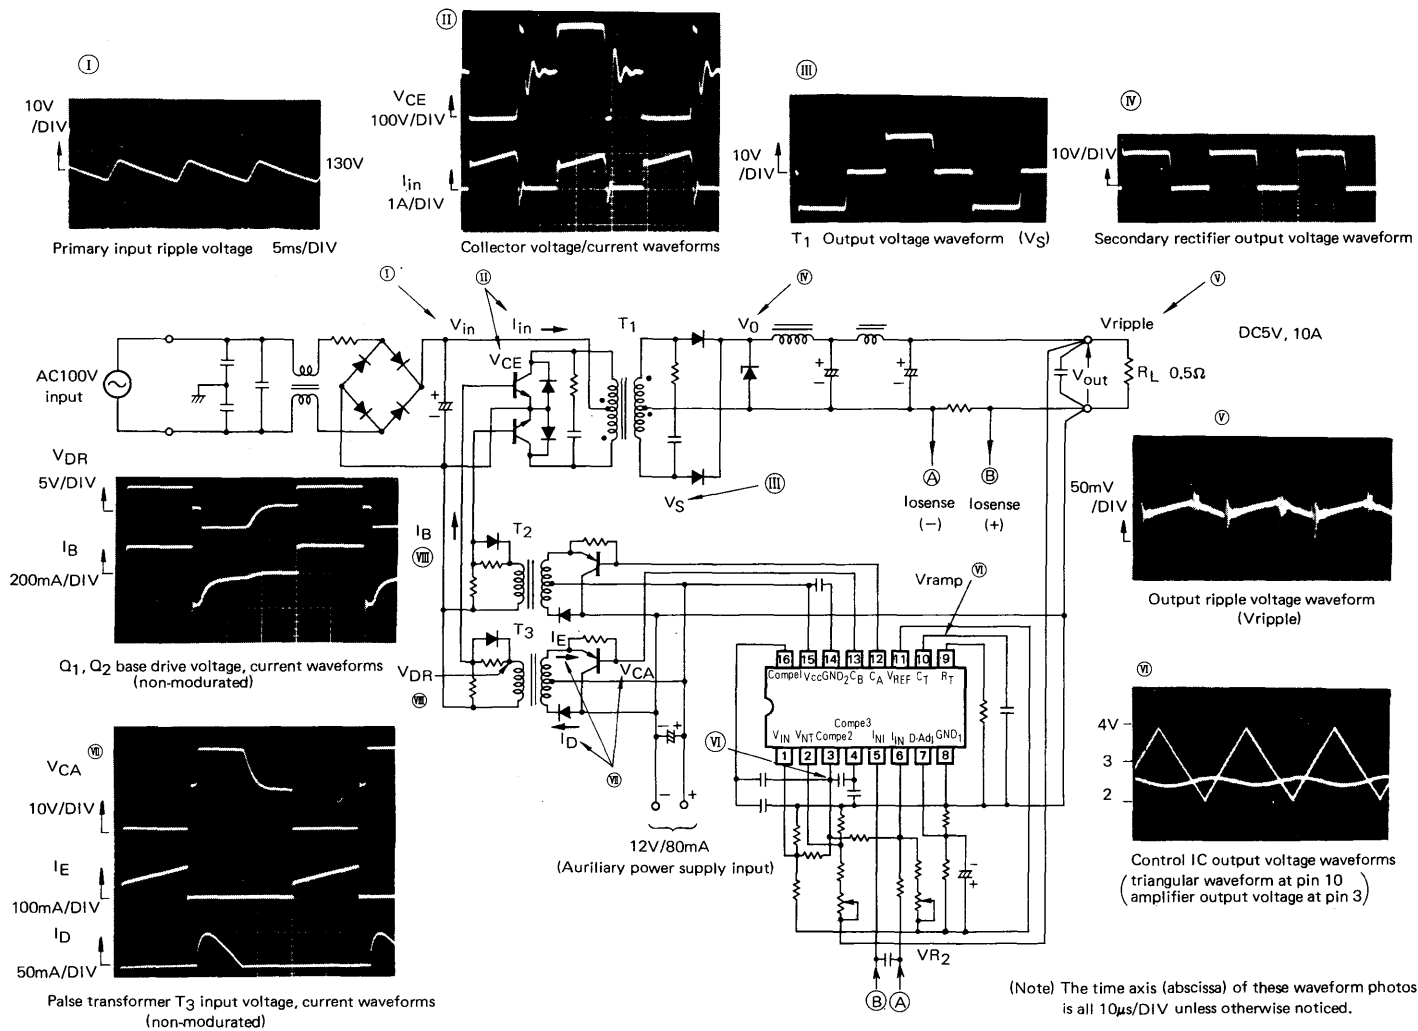 Ⅰ
10V
/DIV
130V
Primary input ripple voltage 5ms/DIV
Ⅱ
VCE
100V/DIV
Iin
1A/DIV
Collector voltage/current waveforms
Ⅲ
10V
/DIV
T1 Output voltage waveform (VS)
Ⅳ
10V/DIV
Secondary rectifier output voltage waveform
Ⅰ
Ⅱ
Ⅳ
Ⅴ
Vin
Iin
T1
V0
Vripple
DC5V, 10A
VCE
AC100V
input
Vout
RL 0,5Ω
Ⅲ
VS
Ⓐ
Ⓑ
Iosense
(−)
Iosense
(+)
VDR
5V/DIV
IB
200mA/DIV
Q1, Q2 base drive voltage, current waveforms
(non-modurated)
IB
Ⅷ
T2
T3
IE
VCA
VDR
Ⅷ
ID
Ⅶ
Vramp
Ⅵ
16 15 14 13 12 11 10 9
Compel Vcc GND2 CB CA VREF CT RT
Compe3
VIN VNT Compe2 INI IIN D-Adj GND1
1 2 3 4 5 6 7 8
Ⅵ
− +
12V/80mA
(Auriliary power supply input)
VR2
Ⓑ Ⓐ
Ⅴ
50mV
/DIV
Output ripple voltage waveform
(Vripple)
Ⅵ
4V
3
2
Control IC output voltage waveforms
(triangular waveform at pin 10
amplifier output voltage at pin 3)
Ⅶ
VCA
10V/DIV
IE
100mA/DIV
ID
50mA/DIV
Palse transformer T3 input voltage, current waveforms
(non-modurated)
(Note) The time axis (abscissa) of these waveform photos
is all 10μs/DIV unless otherwise noticed.